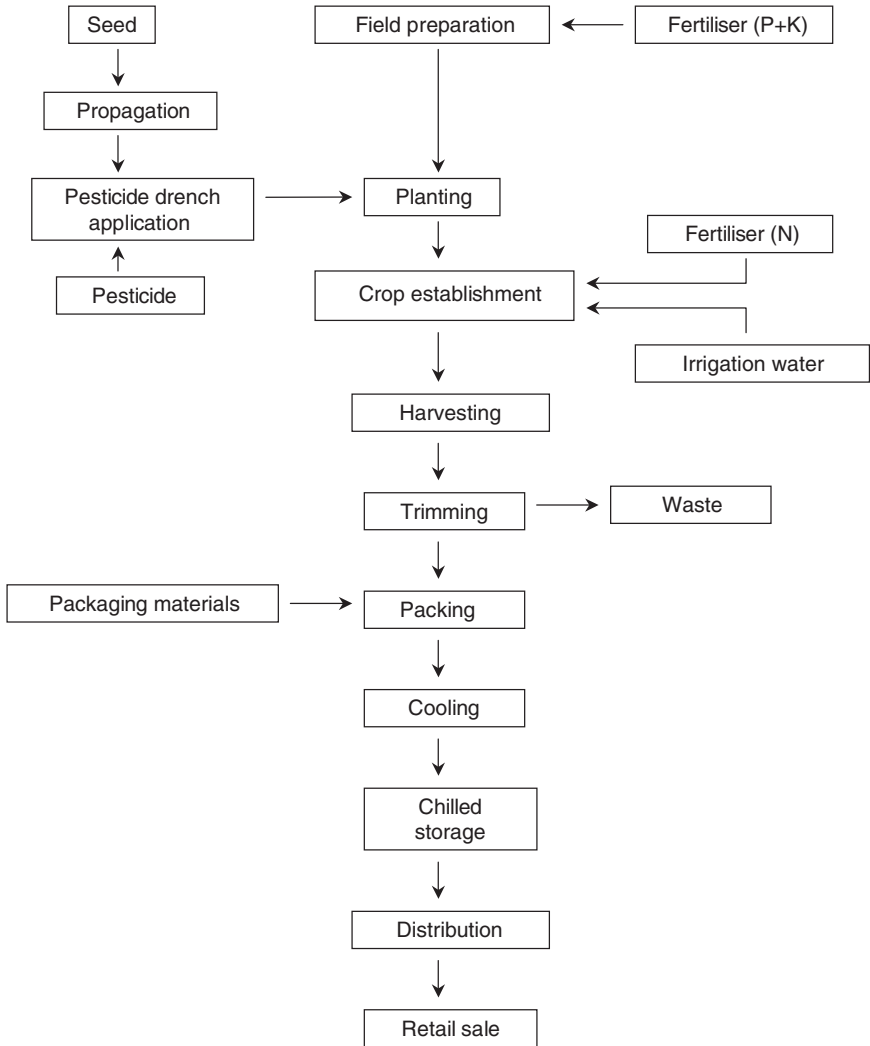 Seed
Field preparation
Fertiliser (P+K)
Propagation
Pesticide drench
application
Planting
Fertiliser (N)
Pesticide
Crop establishment
Irrigation water
Harvesting
Trimming
Waste
Packaging materials
Packing
Cooling
Chilled
storage
Distribution
Retail sale